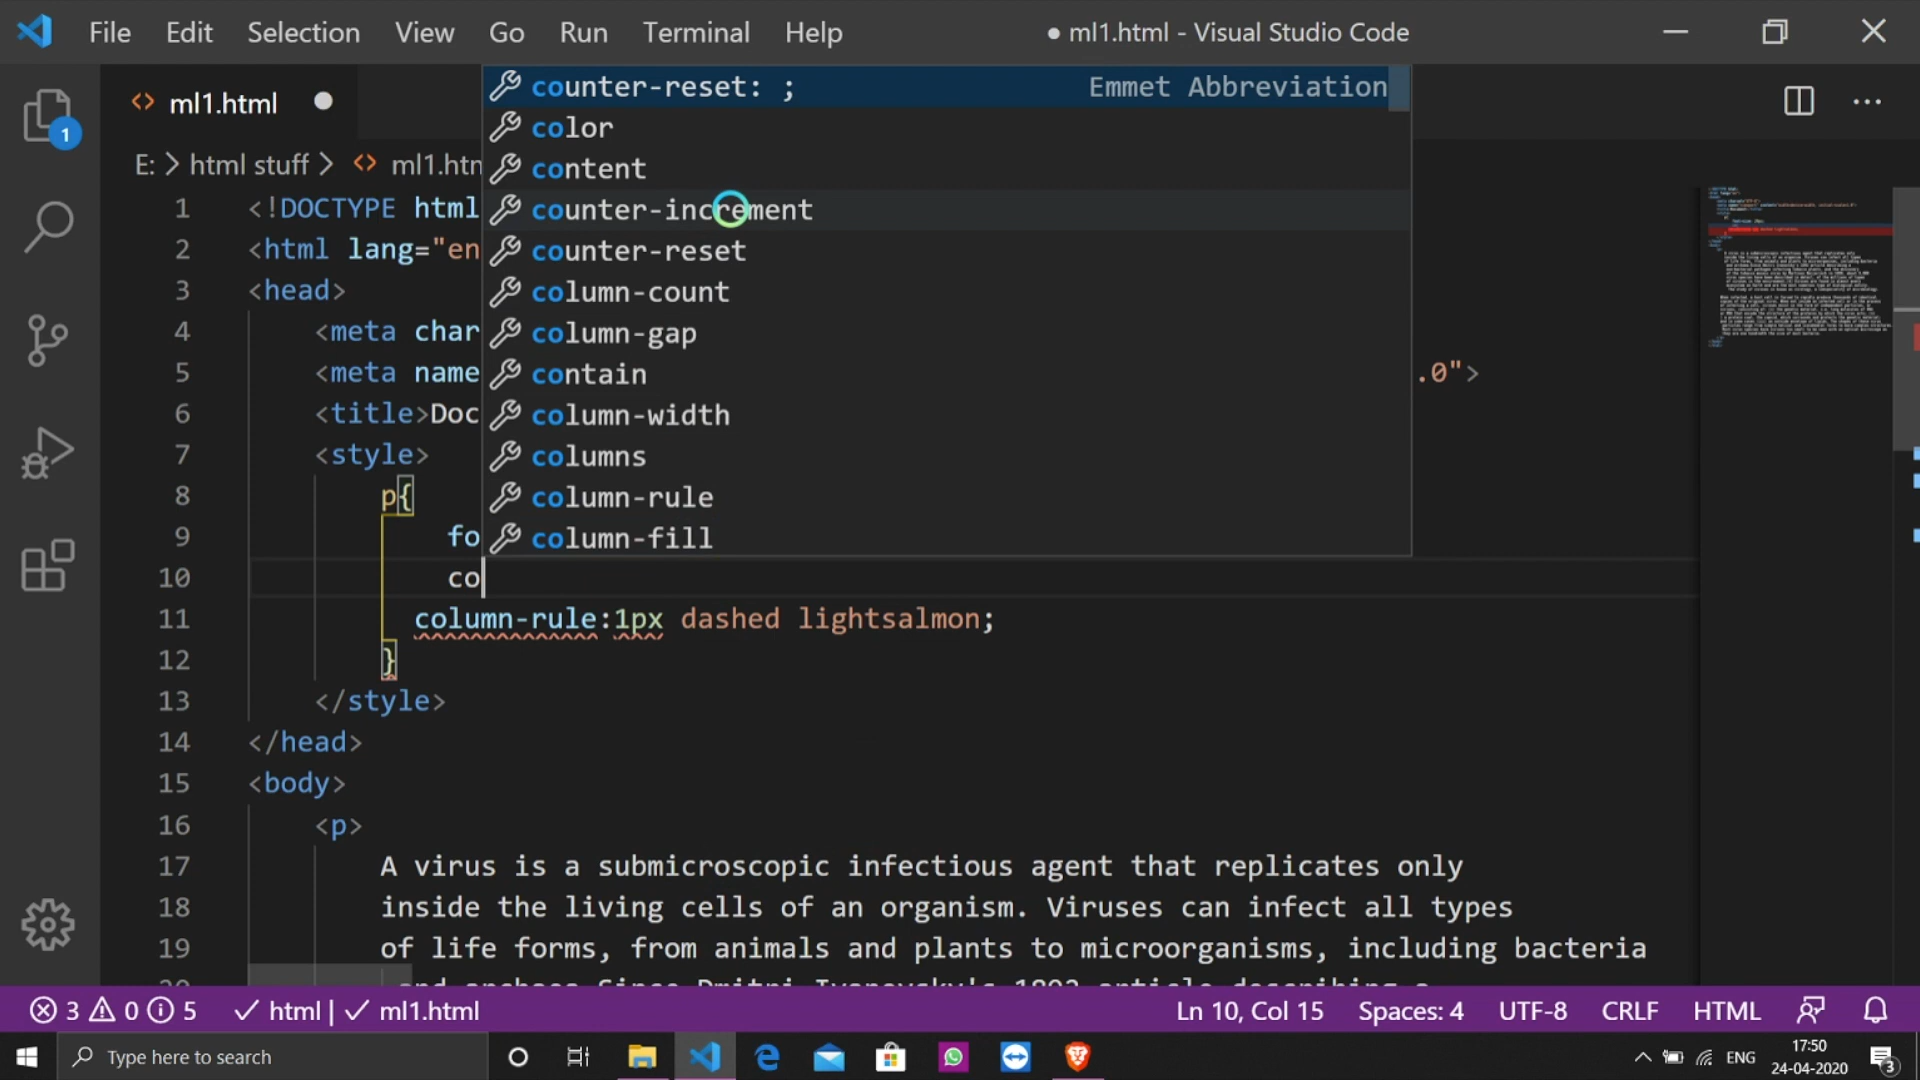 File Edit Selection View Go Run Terminal Help ● ml1.html - Visual Studio Code
1
ml1.html
E: > html stuff > ml1.htm
counter-reset: ; Emmet Abbreviation
color
content
counter-increment
counter-reset
column-count
column-gap
contain
column-width
columns
column-rule
column-fill
1 <!DOCTYPE html
2 <html lang="en
3 <head>
4 <meta char
5 <meta name .0">
6 <title>Doc
7 <style>
8 p{
9 fo
10 co
11 column-rule:1px dashed lightsalmon;
12 }
13 </style>
14 </head>
15 <body>
16 <p>
17 A virus is a submicroscopic infectious agent that replicates only
18 inside the living cells of an organism. Viruses can infect all types
19 of life forms, from animals and plants to microorganisms, including bacteria
3 0 5 html | ml1.html Ln 10, Col 15 Spaces: 4 UTF-8 CRLF HTML
Type here to search ENG 17:50
24-04-2020 3